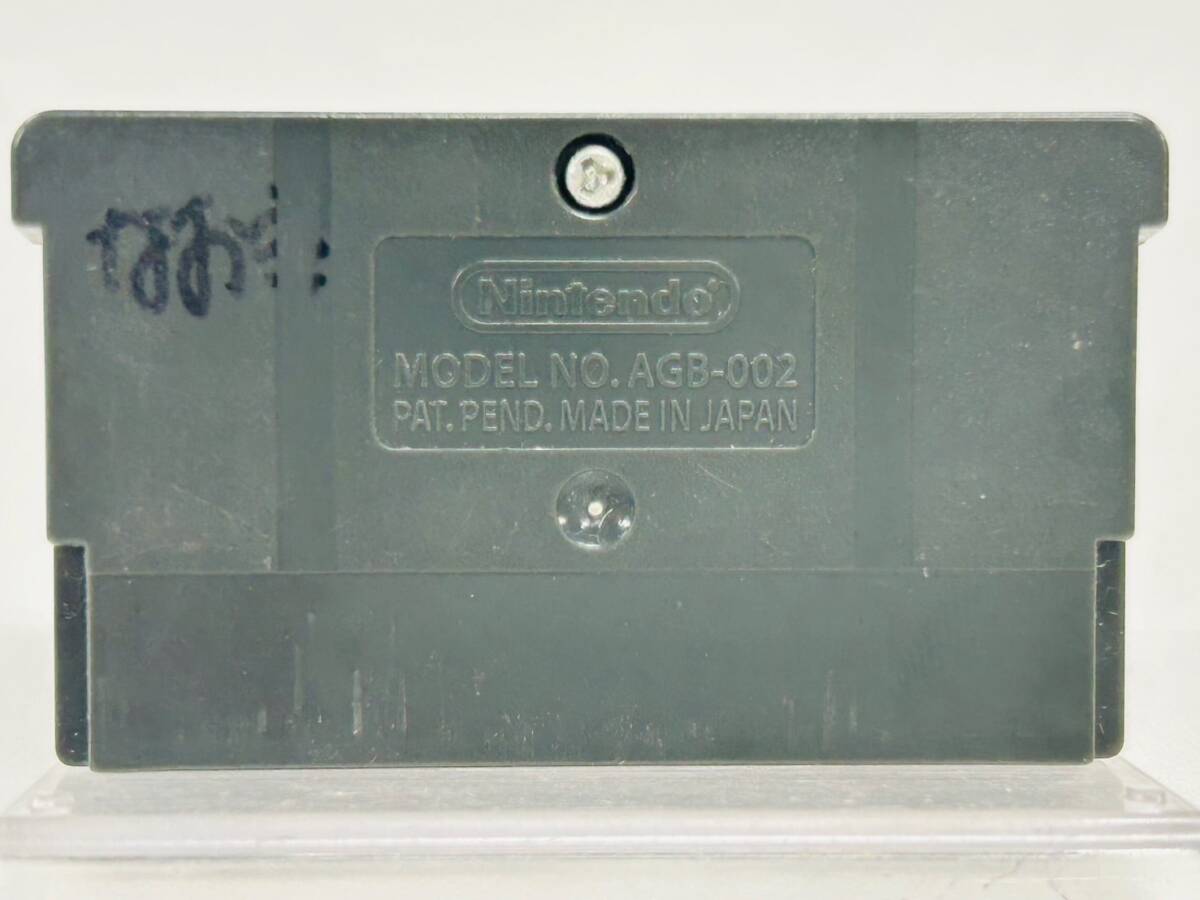 Nintendo
MODEL NO. AGB-002
PAT. PEND. MADE IN JAPAN